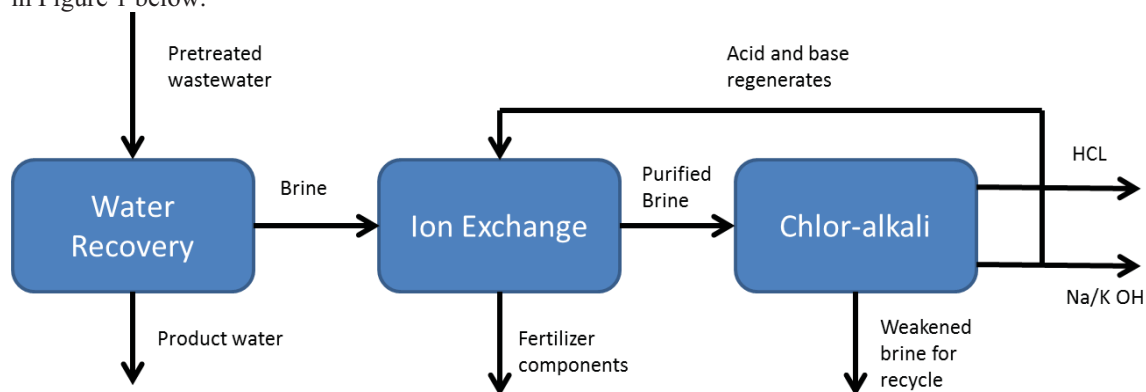 in Figure 1 below.
Pretreated
wastewater
Acid and base
regenerates
Water
Recovery
Brine
Ion Exchange
Purified
Brine
Chlor-alkali
HCL
Na/K OH
Product water
Fertilizer
components
Weakened
brine for
recycle